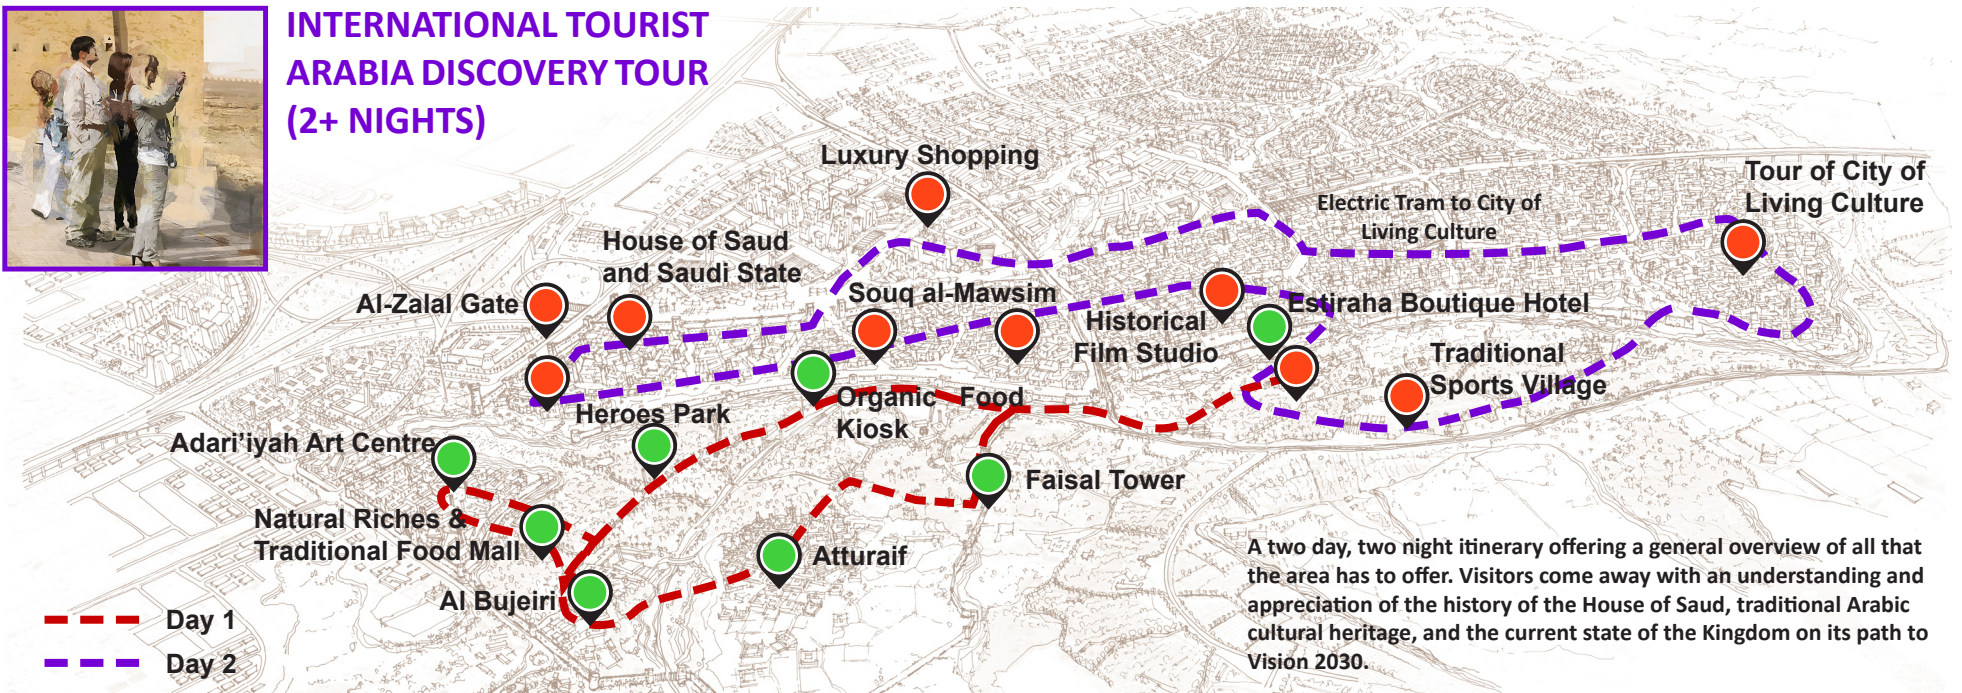 INTERNATIONAL TOURIST
ARABIA DISCOVERY TOUR
(2+ NIGHTS)
Luxury Shopping
Tour of City of
Living Culture
Electric Tram to City of
Living Culture
House of Saud
and Saudi State
Al-Zalal Gate
Souq al-Mawsim
Estiraha Boutique Hotel
Historical
Film Studio
Traditional
Sports Village
Heroes Park
Organic Food
Kiosk
Adari'iyah Art Centre
Faisal Tower
Natural Riches &
Traditional Food Mall
Atturaif
Al Bujeiri
A two day, two night itinerary offering a general overview of all that
the area has to offer. Visitors come away with an understanding and
appreciation of the history of the House of Saud, traditional Arabic
cultural heritage, and the current state of the Kingdom on its path to
Vision 2030.
Day 1
Day 2